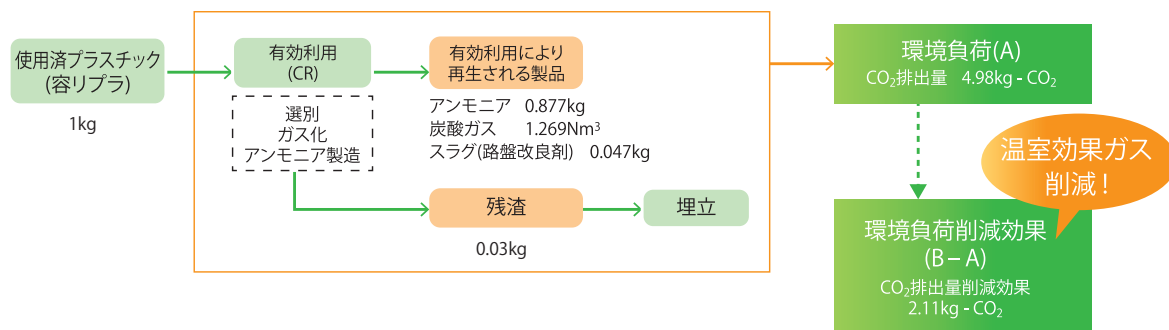 使用済プラスチック
(容リプラ)
1kg
有効利用
(CR)
選別
ガス化
アンモニア製造
有効利用により
再生される製品
アンモニア 0.877kg
炭酸ガス 1.269Nm³
スラグ(路盤改良剤) 0.047kg
残渣
0.03kg
埋立
環境負荷(A)
CO₂排出量 4.98kg - CO₂
温室効果ガス
削減!
環境負荷削減効果
(B – A)
CO₂排出量削減効果
2.11kg - CO₂